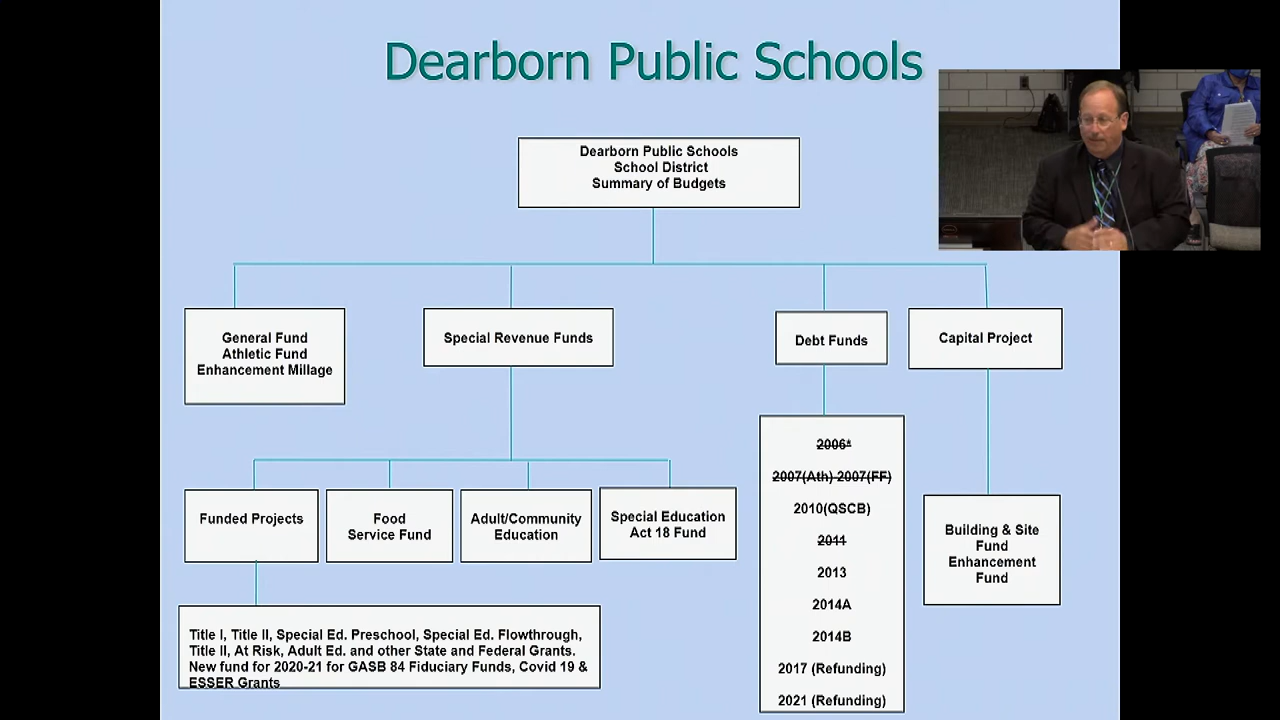 Dearborn Public Schools
Dearborn Public Schools
School District
Summary of Budgets
General Fund
Athletic Fund
Enhancement Millage
Special Revenue Funds
Debt Funds
Capital Project
Funded Projects
Food
Service Fund
Adult/Community
Education
Special Education
Act 18 Fund
2006*
2007(Ath) 2007(FF)
2010(QSCB)
2011
2013
2014A
2014B
2017 (Refunding)
2021 (Refunding)
Building & Site
Fund
Enhancement
Fund
Title I, Title II, Special Ed. Preschool, Special Ed. Flowthrough,
Title II, At Risk, Adult Ed. and other State and Federal Grants.
New fund for 2020-21 for GASB 84 Fiduciary Funds, Covid 19 &
ESSER Grants